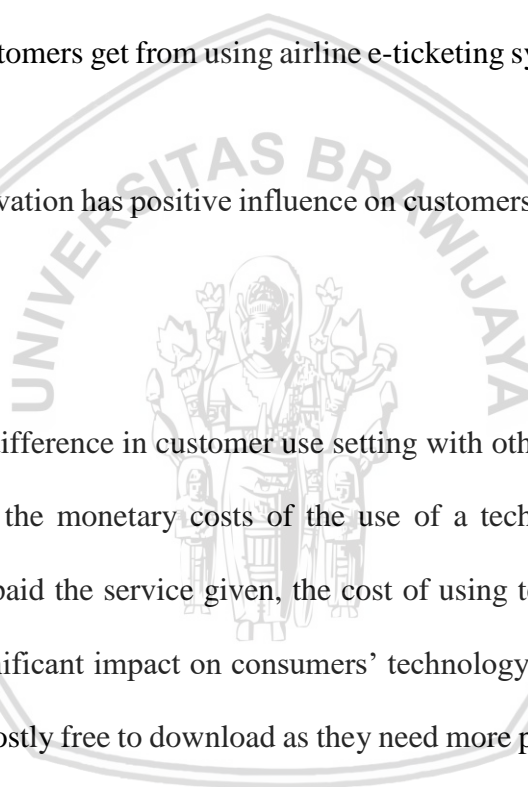 tomers get from using airline e-ticketing sy
UNIVERSITAS BRAWIJAYA
vation has positive influence on customers
ifference in customer use setting with oth
the monetary costs of the use of a tech
paid the service given, the cost of using t
nificant impact on consumers’ technology
ostly free to download as they need more p